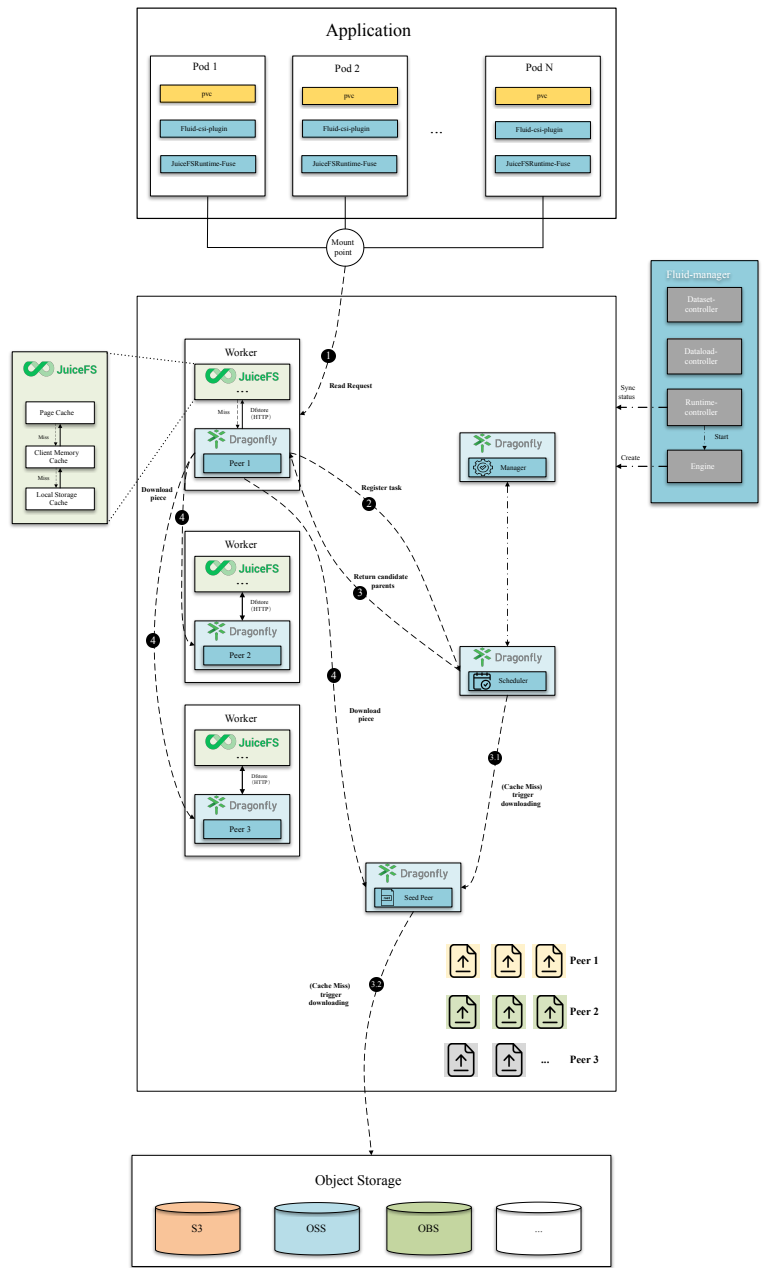 Application
Pod 1
pvc
Fluid-csi-plugin
JuiceFSRuntime-Fuse
Pod 2
pvc
Fluid-csi-plugin
JuiceFSRuntime-Fuse
...
Pod N
pvc
Fluid-csi-plugin
JuiceFSRuntime-Fuse
Mount
point
Fluid-manager
Dataset-
controller
Dataload-
controller
Runtime-
controller
Start
Engine
Sync
status
Create
1
Read Request
JuiceFS
Page Cache
Miss
Client Memory
Cache
Miss
Local Storage
Cache
Worker
JuiceFS
...
Miss
Dfstore
(HTTP)
Dragonfly
Peer 1
Download
piece
4
4
Worker
JuiceFS
...
Dfstore
(HTTP)
Dragonfly
Peer 2
Worker
JuiceFS
...
Dfstore
(HTTP)
Dragonfly
Peer 3
Dragonfly
Manager
Register task
2
Return candidate
parents
3
Dragonfly
Scheduler
4
Download
piece
3.1
(Cache Miss)
trigger
downloading
Dragonfly
Seed Peer
3.2
(Cache Miss)
trigger
downloading
Peer 1
Peer 2
... Peer 3
Object Storage
S3
OSS
OBS
...